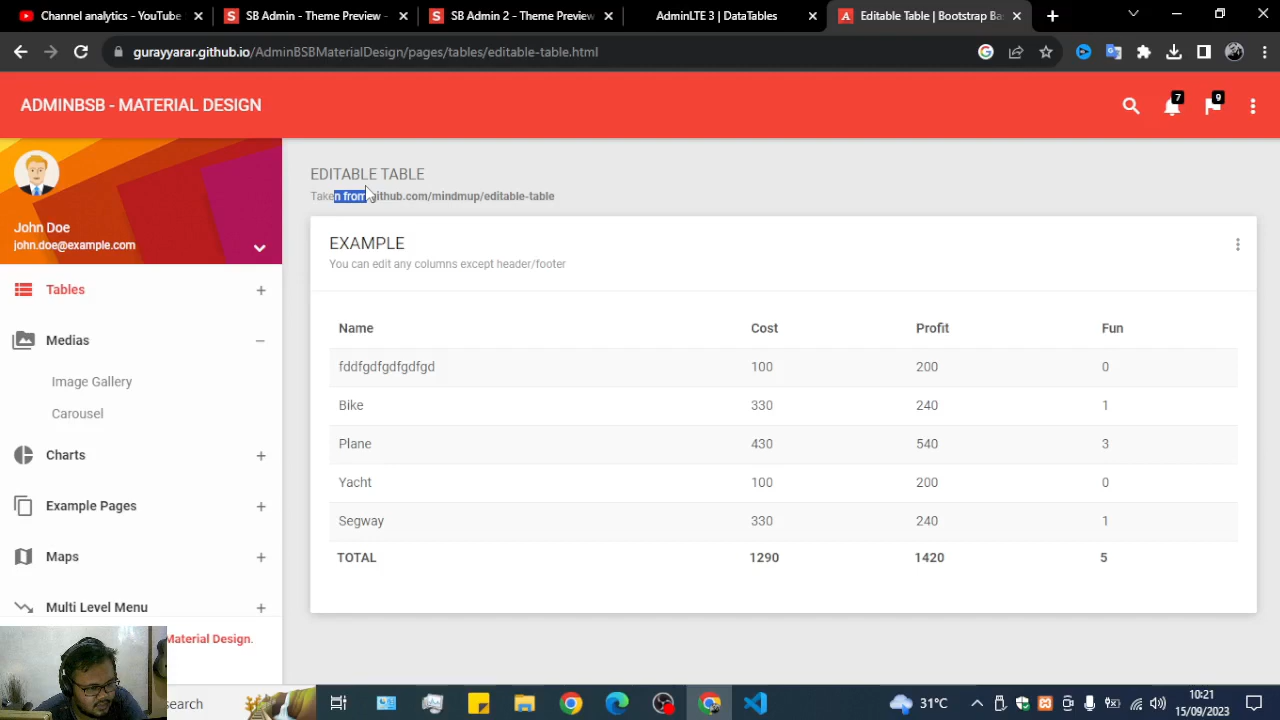 Channel analytics - YouTube
SB Admin - Theme Preview -
SB Admin 2 - Theme Preview
AdminLTE 3 | DataTables
Editable Table | Bootstrap Ba
gurayyarar.github.io/AdminBSBMaterialDesign/pages/tables/editable-table.html
ADMINBSB - MATERIAL DESIGN
7
9
John Doe
john.doe@example.com
Tables
Medias
Image Gallery
Carousel
Charts
Example Pages
Maps
Multi Level Menu
Material Design.
EDITABLE TABLE
Taken from github.com/mindmup/editable-table
EXAMPLE
You can edit any columns except header/footer
Name Cost Profit Fun
fddfgdfgdfgdfgd 100 200 0
Bike 330 240 1
Plane 430 540 3
Yacht 100 200 0
Segway 330 240 1
TOTAL 1290 1420 5
search
31°C
10:21
15/09/2023